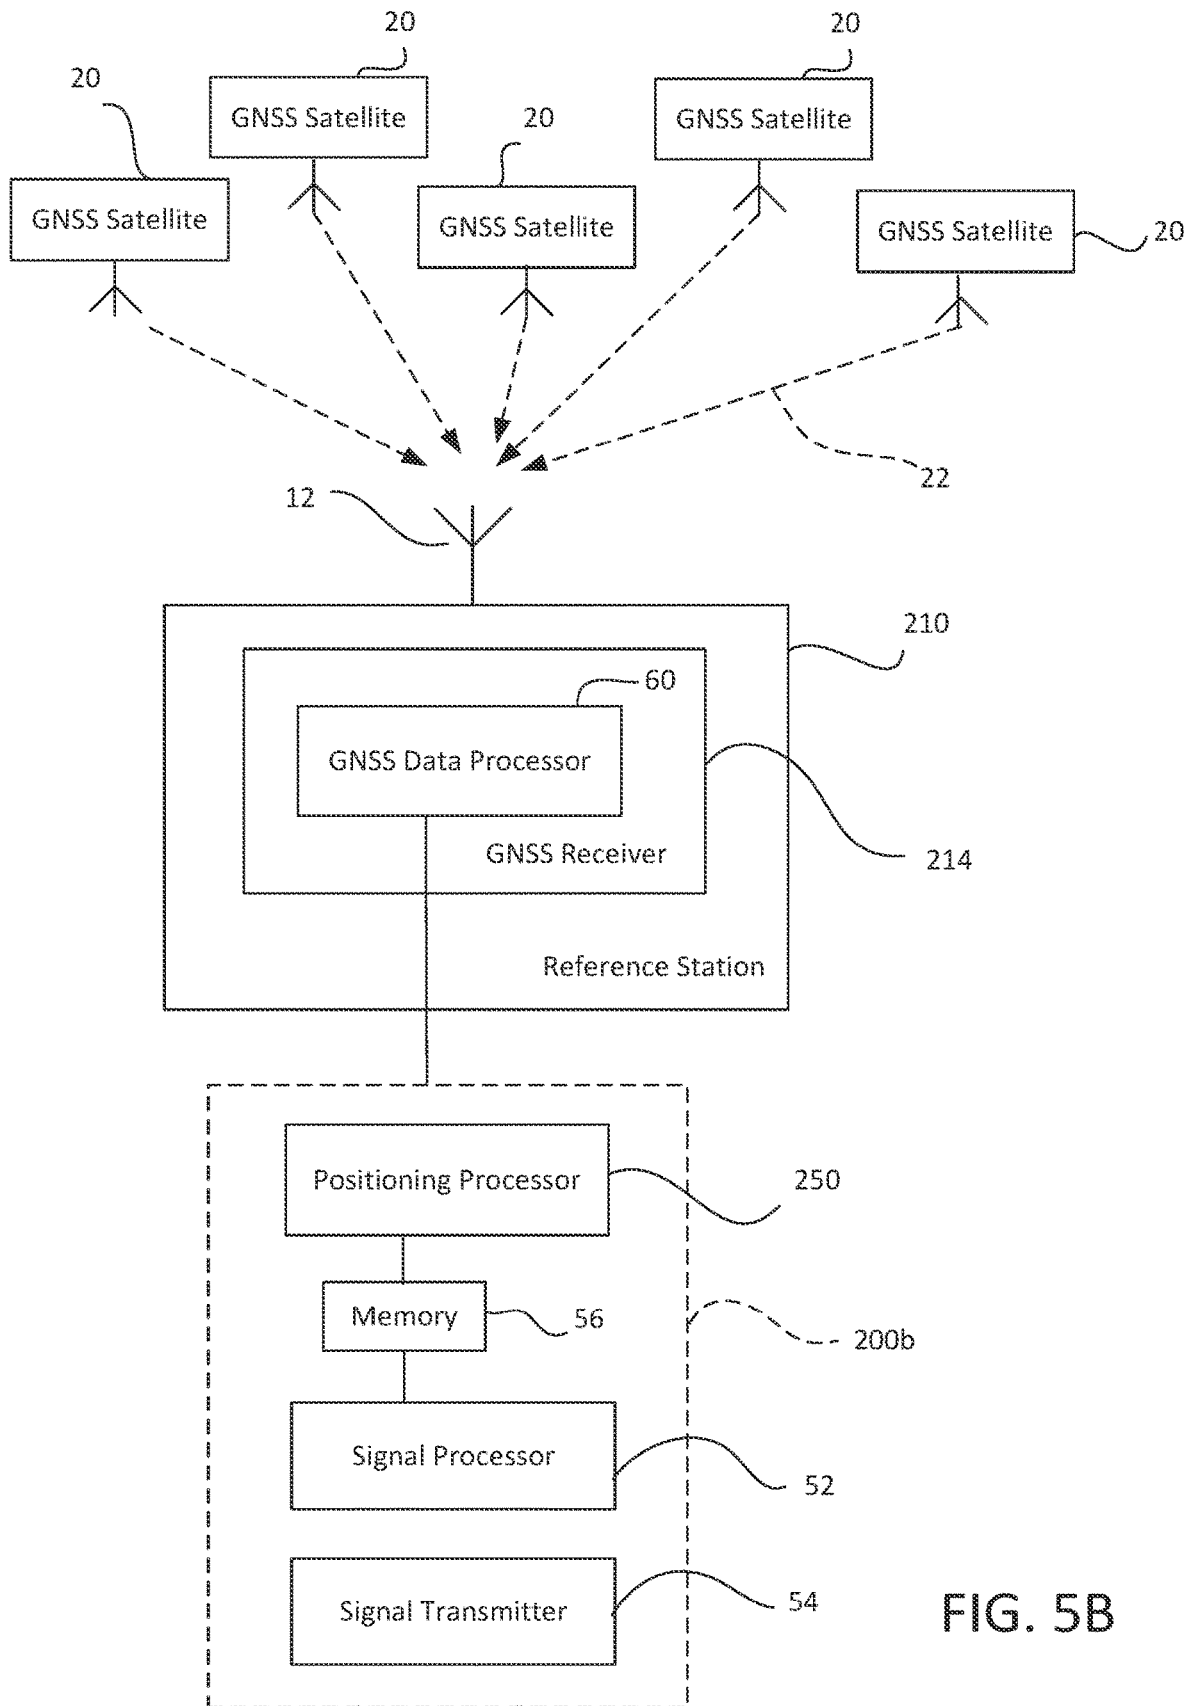 20
20
20
20
GNSS Satellite
GNSS Satellite
GNSS Satellite
GNSS Satellite
GNSS Satellite
20
22
12
210
60
GNSS Data Processor
GNSS Receiver
214
Reference Station
Positioning Processor
250
Memory
56
200b
Signal Processor
52
Signal Transmitter
54
FIG. 5B